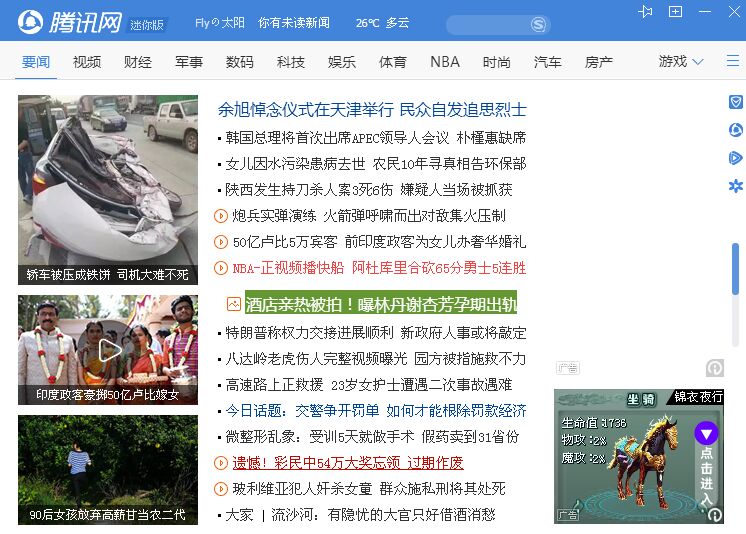 腾讯网 迷你版 Fly の太阳 你有未读新闻 26℃ 多云
要闻 视频 财经 军事 数码 科技 娱乐 体育 NBA 时尚 汽车 房产 游戏
余旭悼念仪式在天津举行 民众自发追思烈士
韩国总理将首次出席APEC领导人会议 朴槿惠缺席
女儿因水污染患病去世 农民10年寻真相告环保部
陕西发生持刀杀人案3死6伤 嫌疑人当场被抓获
炮兵实弹演练 火箭弹呼啸而出对敌集火压制
50亿卢比5万宾客 前印度政客为女儿办奢华婚礼
NBA-正视频播快船 阿杜库里合砍65分勇士5连胜
轿车被压成铁饼 司机大难不死
酒店亲热被拍！曝林丹谢杏芳孕期出轨
特朗普称权力交接进展顺利 新政府人事或将敲定
八达岭老虎伤人完整视频曝光 园方被指施救不力
高速路上正救援 23岁女护士遭遇二次事故遇难
印度政客豪掷50亿卢比嫁女
今日话题：交警争开罚单 如何才能根除罚款经济
微整形乱象：受训5天就做手术 假药卖到31省份
遗憾！彩民中54万大奖忘领 过期作废
玻利维亚犯人奸杀女童 群众施私刑将其处死
大家 | 流沙河：有隐忧的大官只好借酒消愁
90后女孩放弃高薪甘当农二代
广告
坐骑 锦衣夜行
生命值:1736
物攻:2%
魔攻:2%
点击进入
广告